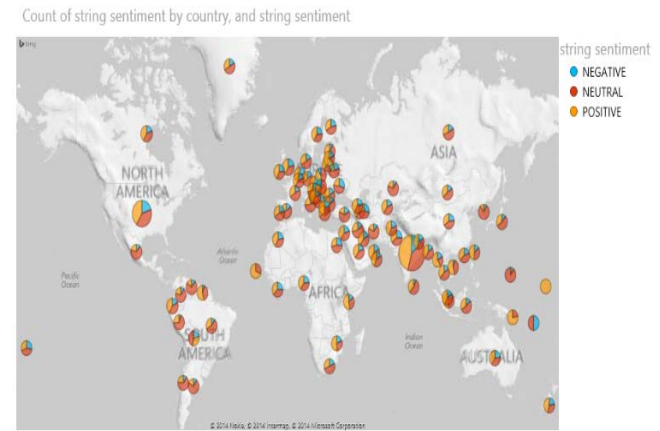 Count of string sentiment by country, and string sentiment
bing
string sentiment
NEGATIVE
NEUTRAL
POSITIVE
NORTH
AMERICA
ASIA
Atlantic
Ocean
Pacific
Ocean
AFRICA
SOUTH
AMERICA
Indian
Ocean
AUSTRALIA
© 2014 Nokia, © 2014 Intermap, © 2014 Microsoft Corporation